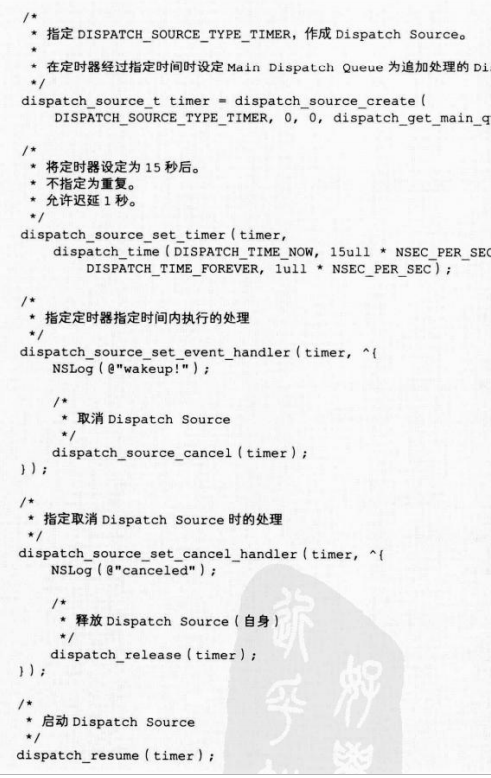 /*
 * 指定 DISPATCH_SOURCE_TYPE_TIMER，作成 Dispatch Source。
 *
 * 在定时器经过指定时间时设定 Main Dispatch Queue 为追加处理的
 */
dispatch_source_t timer = dispatch_source_create (
    DISPATCH_SOURCE_TYPE_TIMER, 0, 0,
/*
 * 将定时器设定为 15 秒后。
 * 不指定为重复。
 * 允许迟延 1 秒。
 */
dispatch_source_set_timer ( timer,
    dispatch_time ( DISPATCH_TIME_NOW, 15ull * NSEC_PER_SEC
        DISPATCH_TIME_FOREVER, 1ull * NSEC_PER_SEC ) ;
/*
 * 指定定时器指定时间内执行的处理
 */
dispatch_source_set_event_handler ( timer, ^{
    NSLog ( @"wakeup!" ) ;
    /*
     * 取消 Dispatch Source
     */
    dispatch_source_cancel ( timer ) ;
} ) ;
/*
 * 指定取消 Dispatch Source 时的处理
 */
dispatch_source_set_cancel_handler ( timer, ^{
    NSLog ( @"canceled" ) ;
    /*
     * 释放 Dispatch Source ( 自身 )
     */
    dispatch_release ( timer ) ;
} ) ;
/*
 * 启动 Dispatch Source
 */
dispatch_resume ( timer ) ;